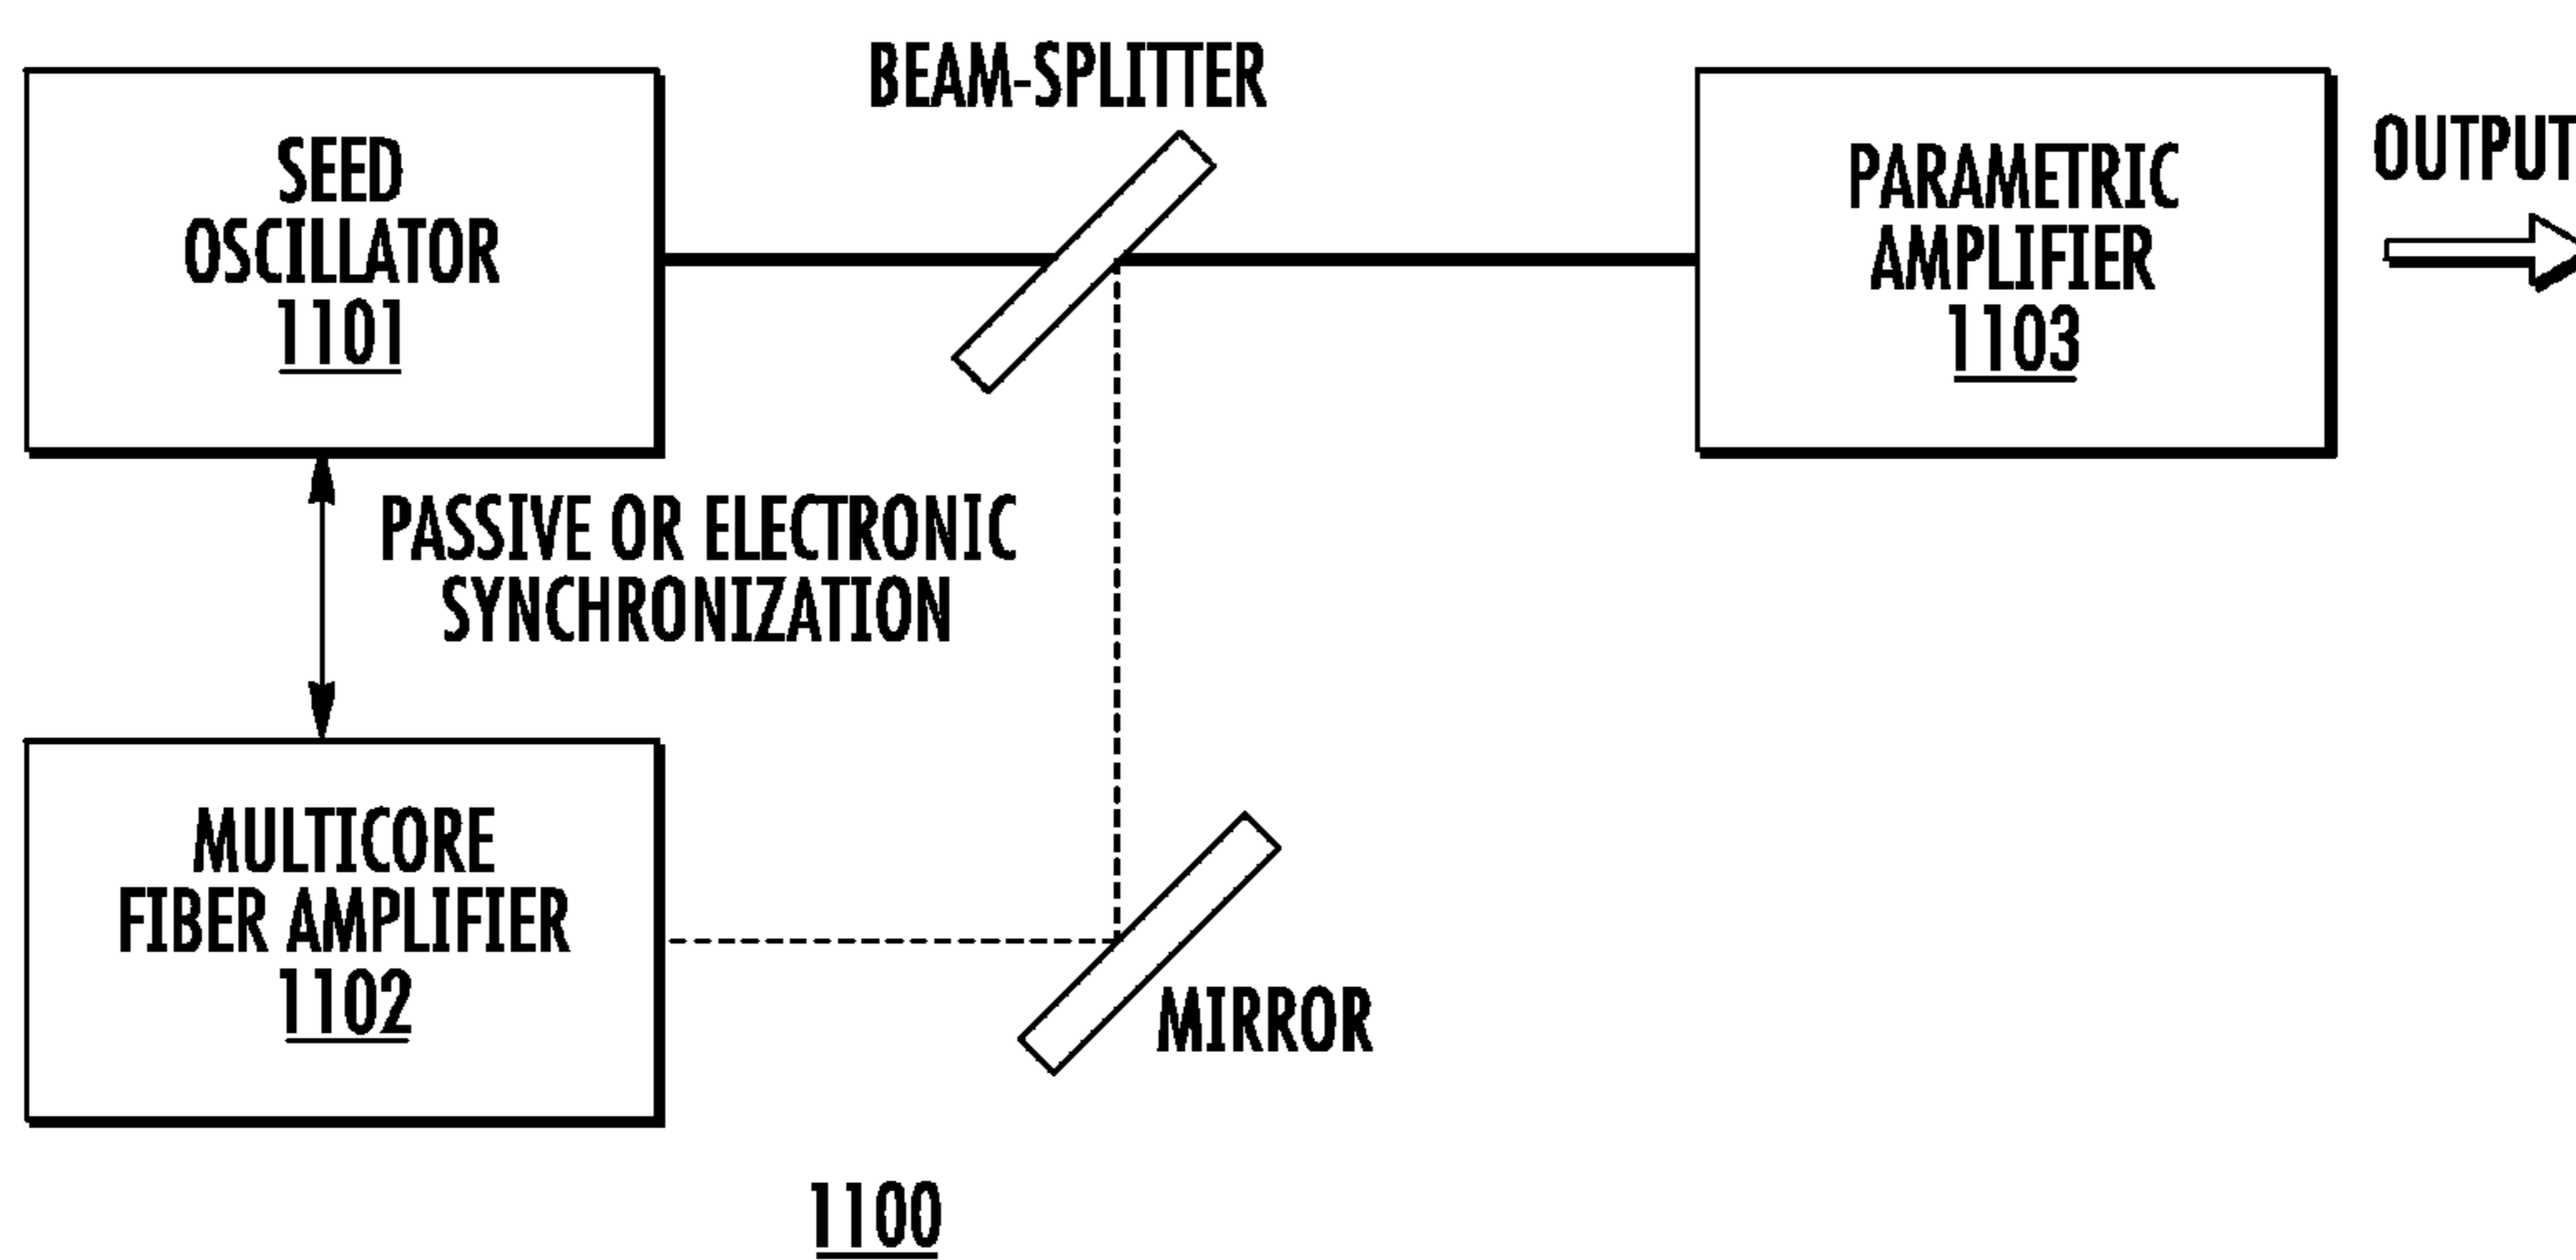 SEED
OSCILLATOR
1101
BEAM-SPLITTER
PARAMETRIC
AMPLIFIER
1103
OUTPUT
PASSIVE OR ELECTRONIC
SYNCHRONIZATION
MULTICORE
FIBER AMPLIFIER
1102
MIRROR
1100